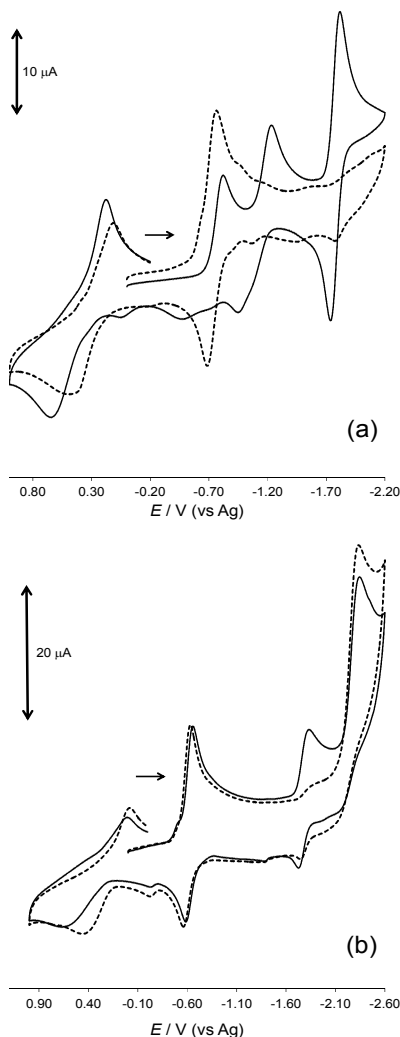 10 μA
(a)
0.80 0.30 -0.20 -0.70 -1.20 -1.70 -2.20
E / V (vs Ag)
20 μA
(b)
0.90 0.40 -0.10 -0.60 -1.10 -1.60 -2.10 -2.60
E / V (vs Ag)